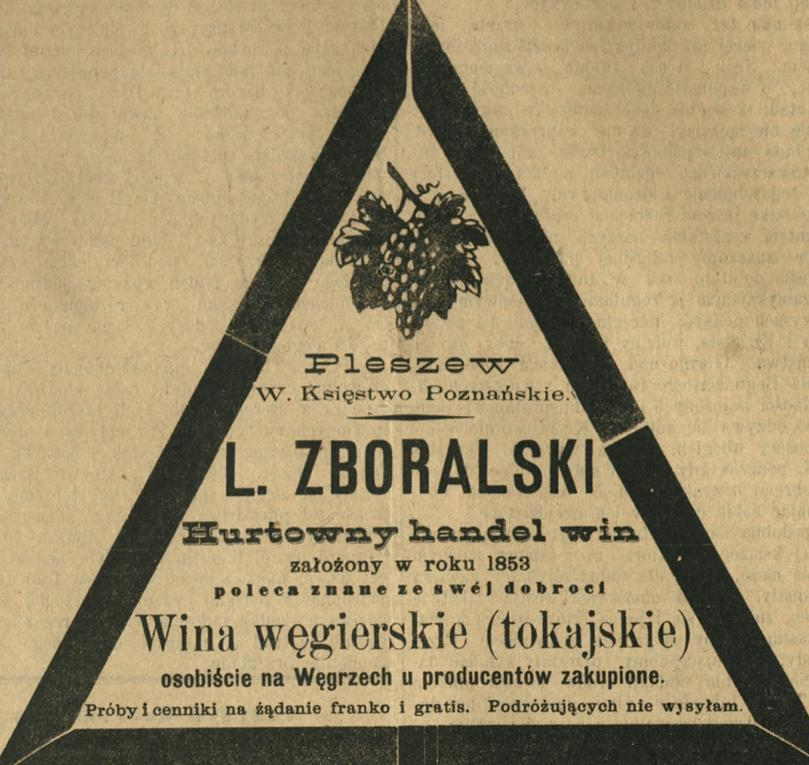 Pleszew
W. Księstwo Poznańskie.
L. ZBORALSKI
Hurtowny handel win
założony w roku 1853
poleca znane ze swéj dobroci
Wina węgierskie (tokajskie)
osobiście na Węgrzech u producentów zakupione.
Próby i cenniki na żądanie franko i gratis. Podróżujących nie wysyłam.